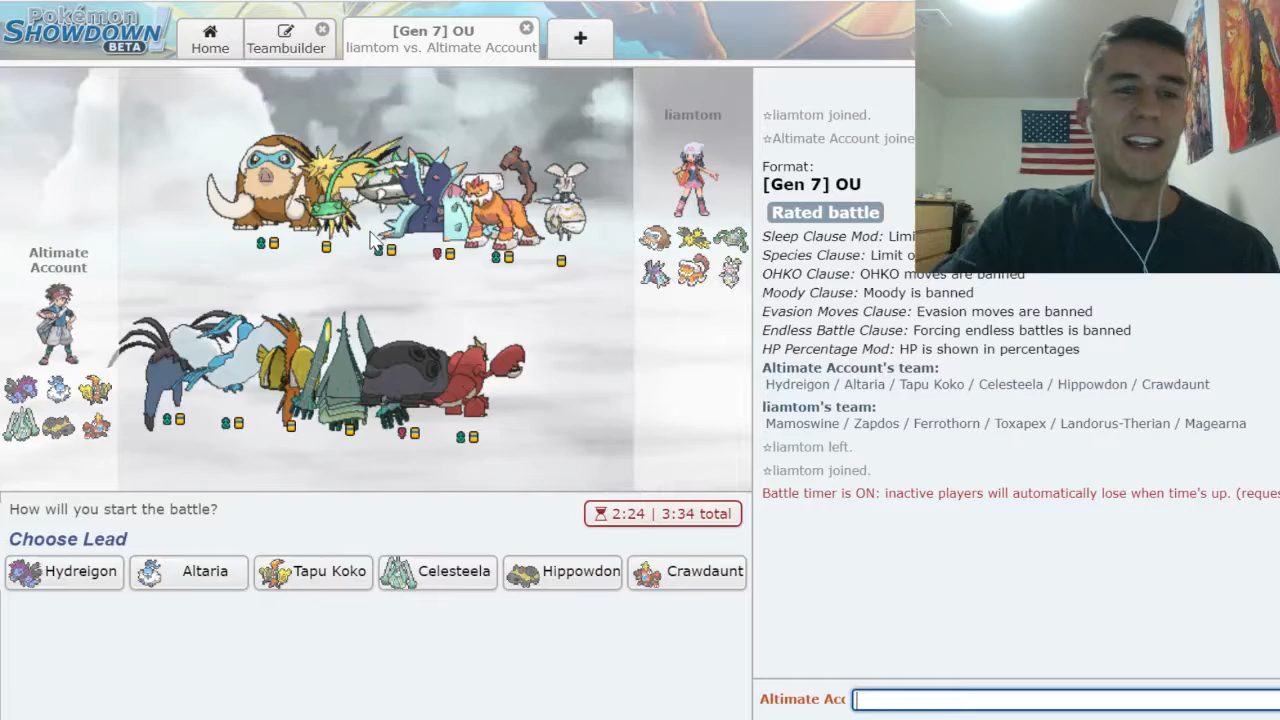 Pokémon
SHOWDOWN!
BETA
Home
Teambuilder
[Gen 7] OU
liamtom vs. Altimate Account
liamtom
Altimate
Account
☆liamtom joined.
☆Altimate Account joine
Format:
[Gen 7] OU
Rated battle
Sleep Clause Mod: Limi
Species Clause: Limit o
OHKO Clause: OHKO moves are banned
Moody Clause: Moody is banned
Evasion Moves Clause: Evasion moves are banned
Endless Battle Clause: Forcing endless battles is banned
HP Percentage Mod: HP is shown in percentages
Altimate Account's team:
Hydreigon / Altaria / Tapu Koko / Celesteela / Hippowdon / Crawdaunt
liamtom's team:
Mamoswine / Zapdos / Ferrothorn / Toxapex / Landorus-Therian / Magearna
☆liamtom left.
☆liamtom joined.
Battle timer is ON: inactive players will automatically lose when time's up. (reques
How will you start the battle?
2:24 | 3:34 total
Choose Lead
Hydreigon
Altaria
Tapu Koko
Celesteela
Hippowdon
Crawdaunt
Altimate Acc